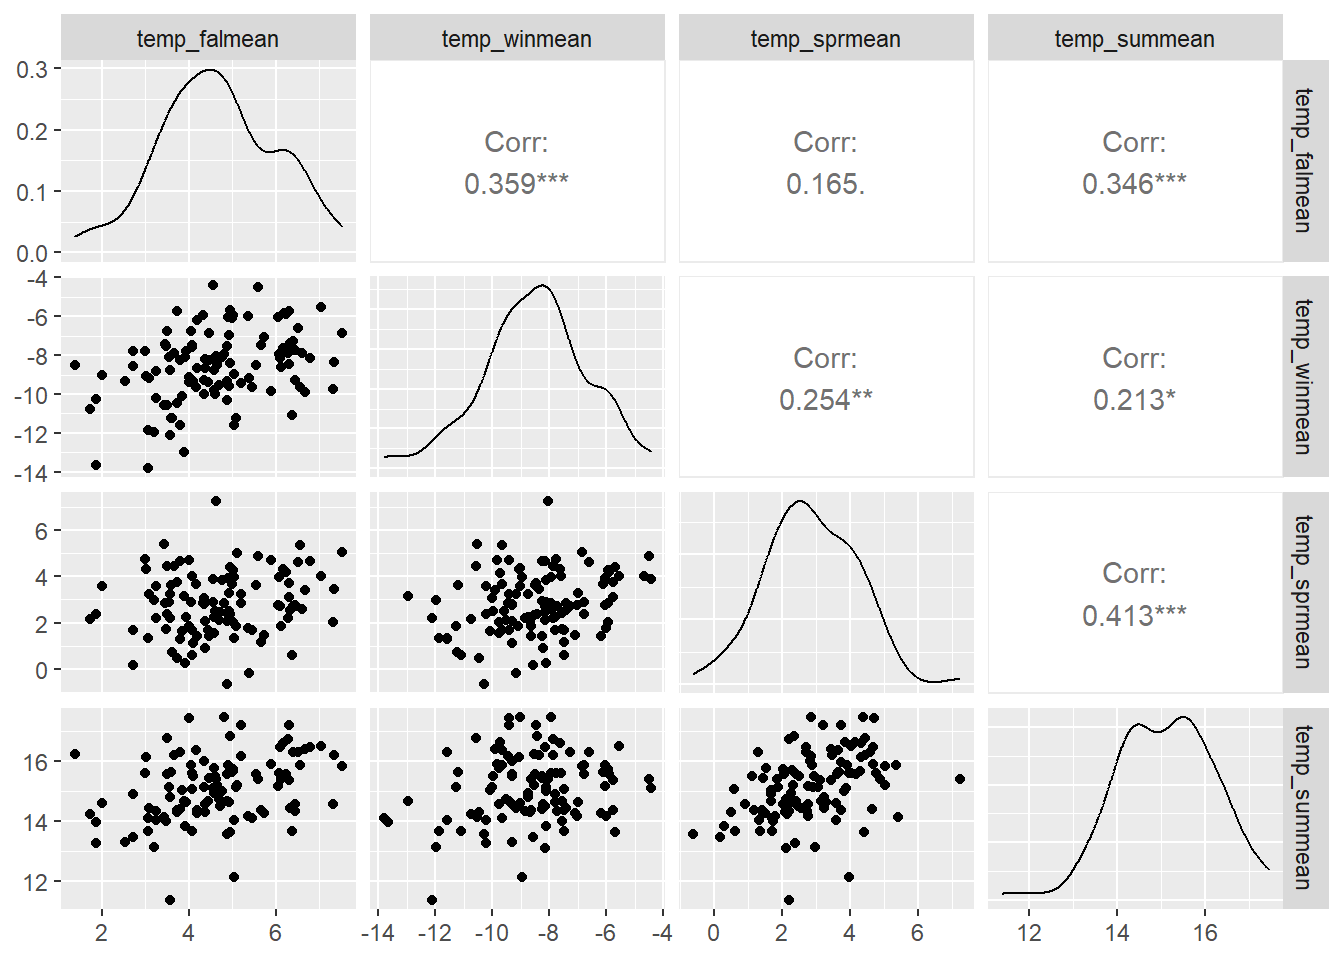 temp_falmean temp_winmean temp_sprmean temp_summean
0.3
0.2
0.1
0.0
Corr:
0.359***
Corr:
0.165.
Corr:
0.346***
temp_falmean
-4
-6
-8
-10
-12
-14
Corr:
0.254**
Corr:
0.213*
temp_winmean
6
4
2
0
Corr:
0.413***
temp_sprmean
16
14
12
temp_summean
2 4 6 -14 -12 -10 -8 -6 -4 0 2 4 6 12 14 16